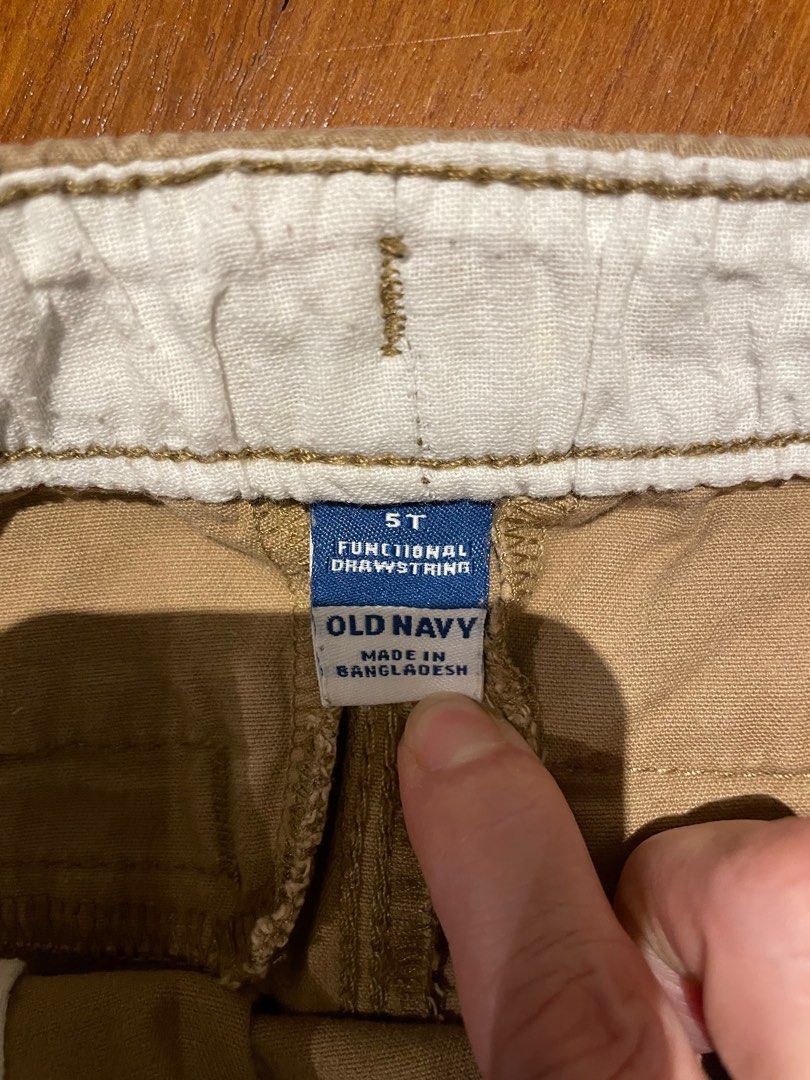 5T
FUNCTIONAL
DRAWSTRING
OLD NAVY
MADE IN
BANGLADESH